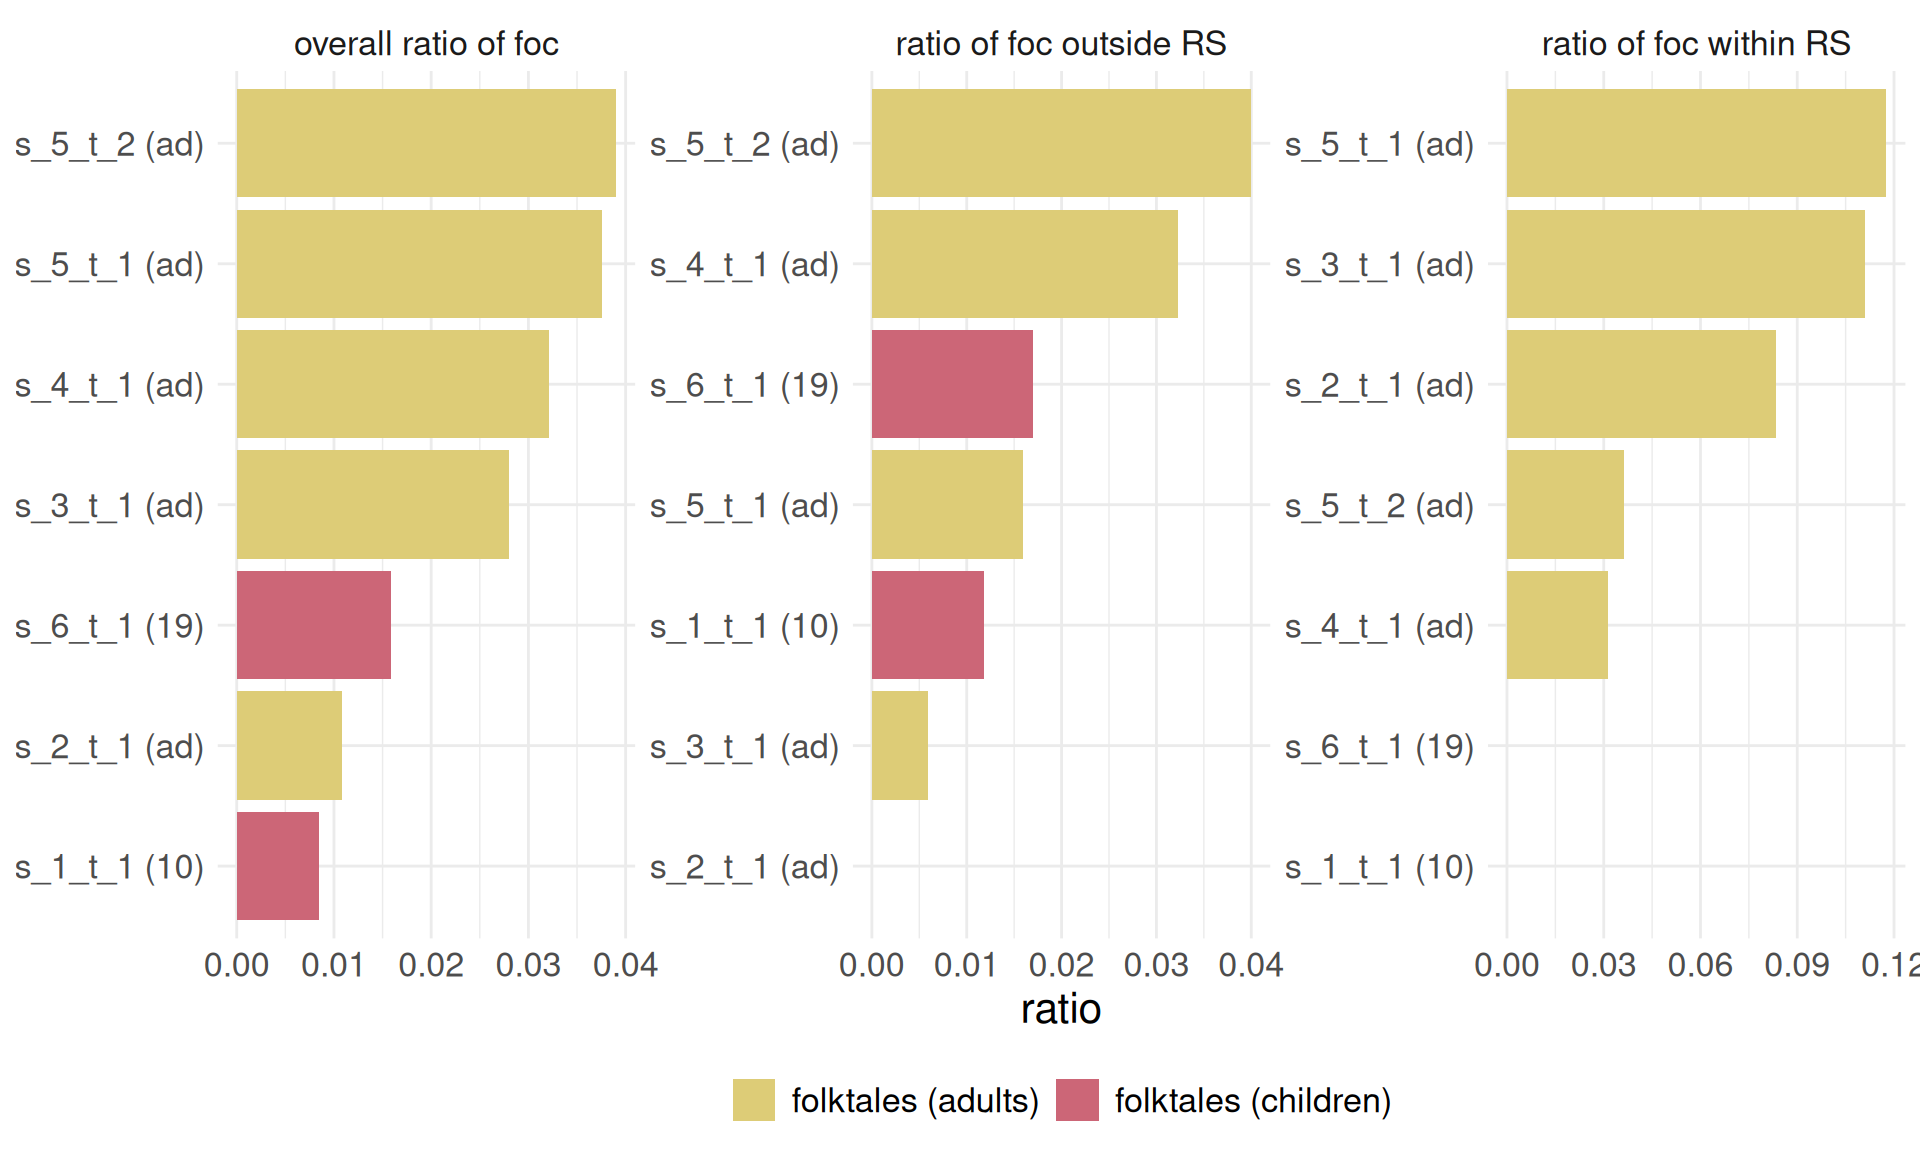 overall ratio of foc
ratio of foc outside RS
ratio of foc within RS
s_5_t_2 (ad)
s_5_t_1 (ad)
s_4_t_1 (ad)
s_3_t_1 (ad)
s_6_t_1 (19)
s_2_t_1 (ad)
s_1_t_1 (10)
0.00 0.01 0.02 0.03 0.04
s_5_t_2 (ad)
s_4_t_1 (ad)
s_6_t_1 (19)
s_5_t_1 (ad)
s_1_t_1 (10)
s_3_t_1 (ad)
s_2_t_1 (ad)
0.00 0.01 0.02 0.03 0.04
s_5_t_1 (ad)
s_3_t_1 (ad)
s_2_t_1 (ad)
s_5_t_2 (ad)
s_4_t_1 (ad)
s_6_t_1 (19)
s_1_t_1 (10)
0.00 0.03 0.06 0.09 0.12
ratio
folktales (adults)
folktales (children)